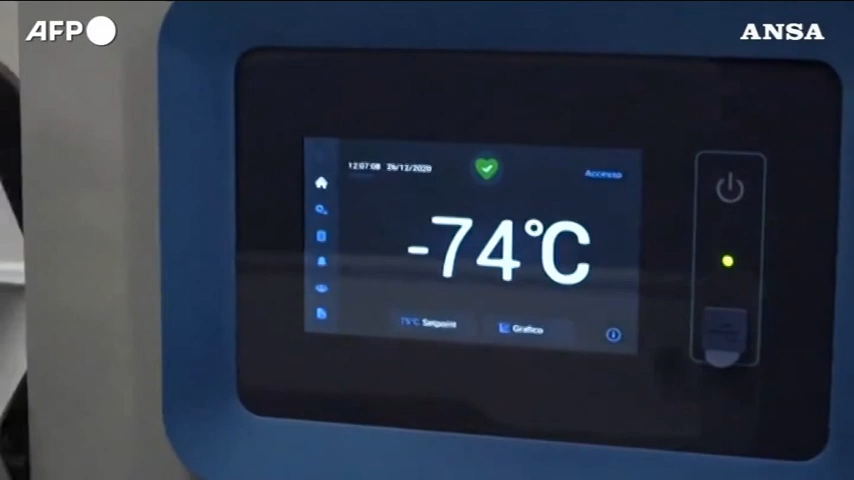 AFP
ANSA
12:07:08 26/12/2020
Accesso
-74°C
Setpoint
Grafico